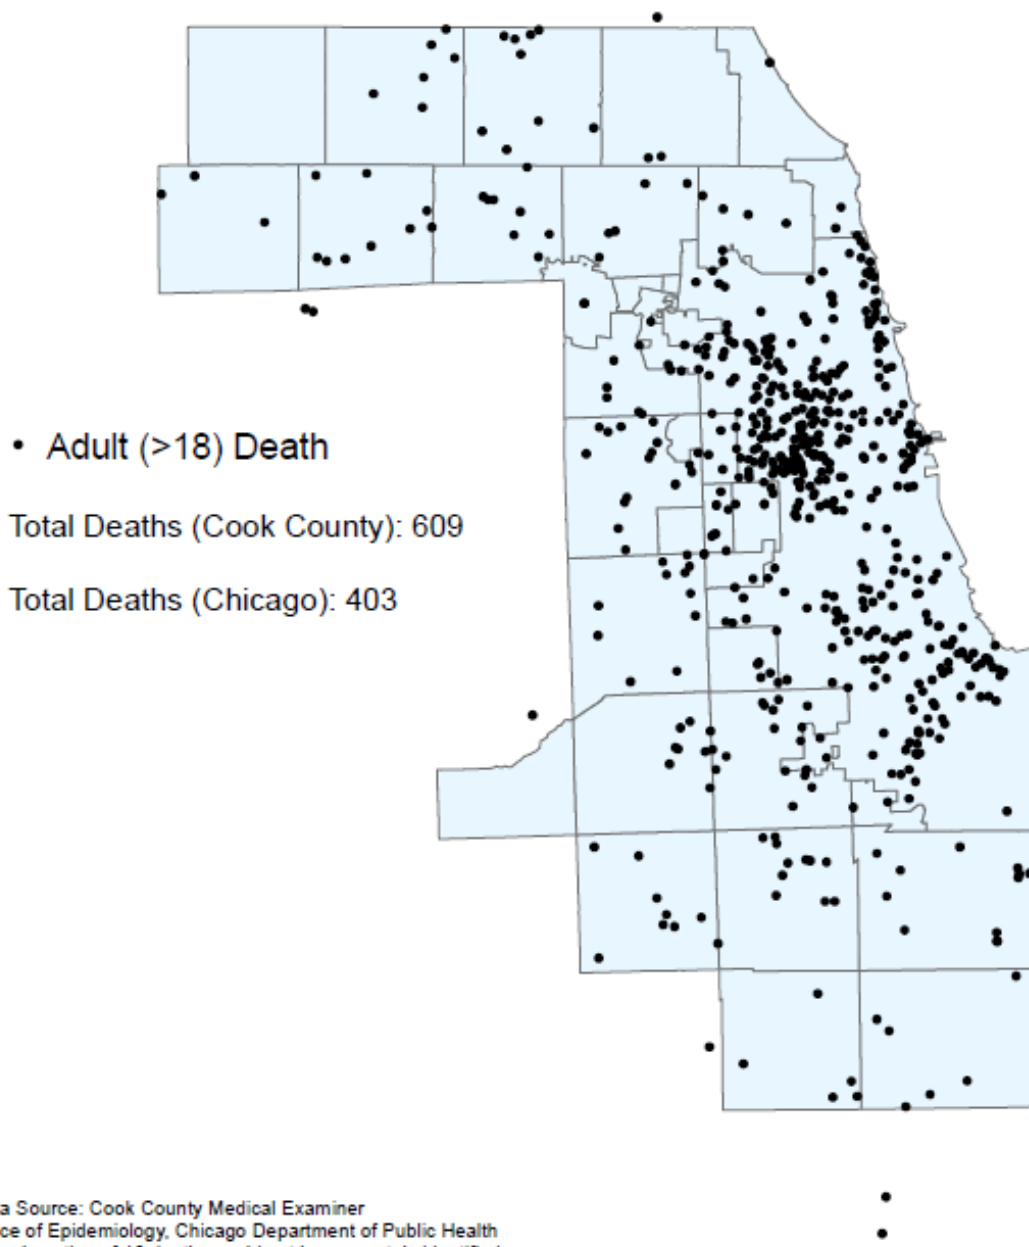 Adult (>18) Death
Total Deaths (Cook County): 609
Total Deaths (Chicago): 403
a Source: Cook County Medical Examiner
ce of Epidemiology, Chicago Department of Public Health